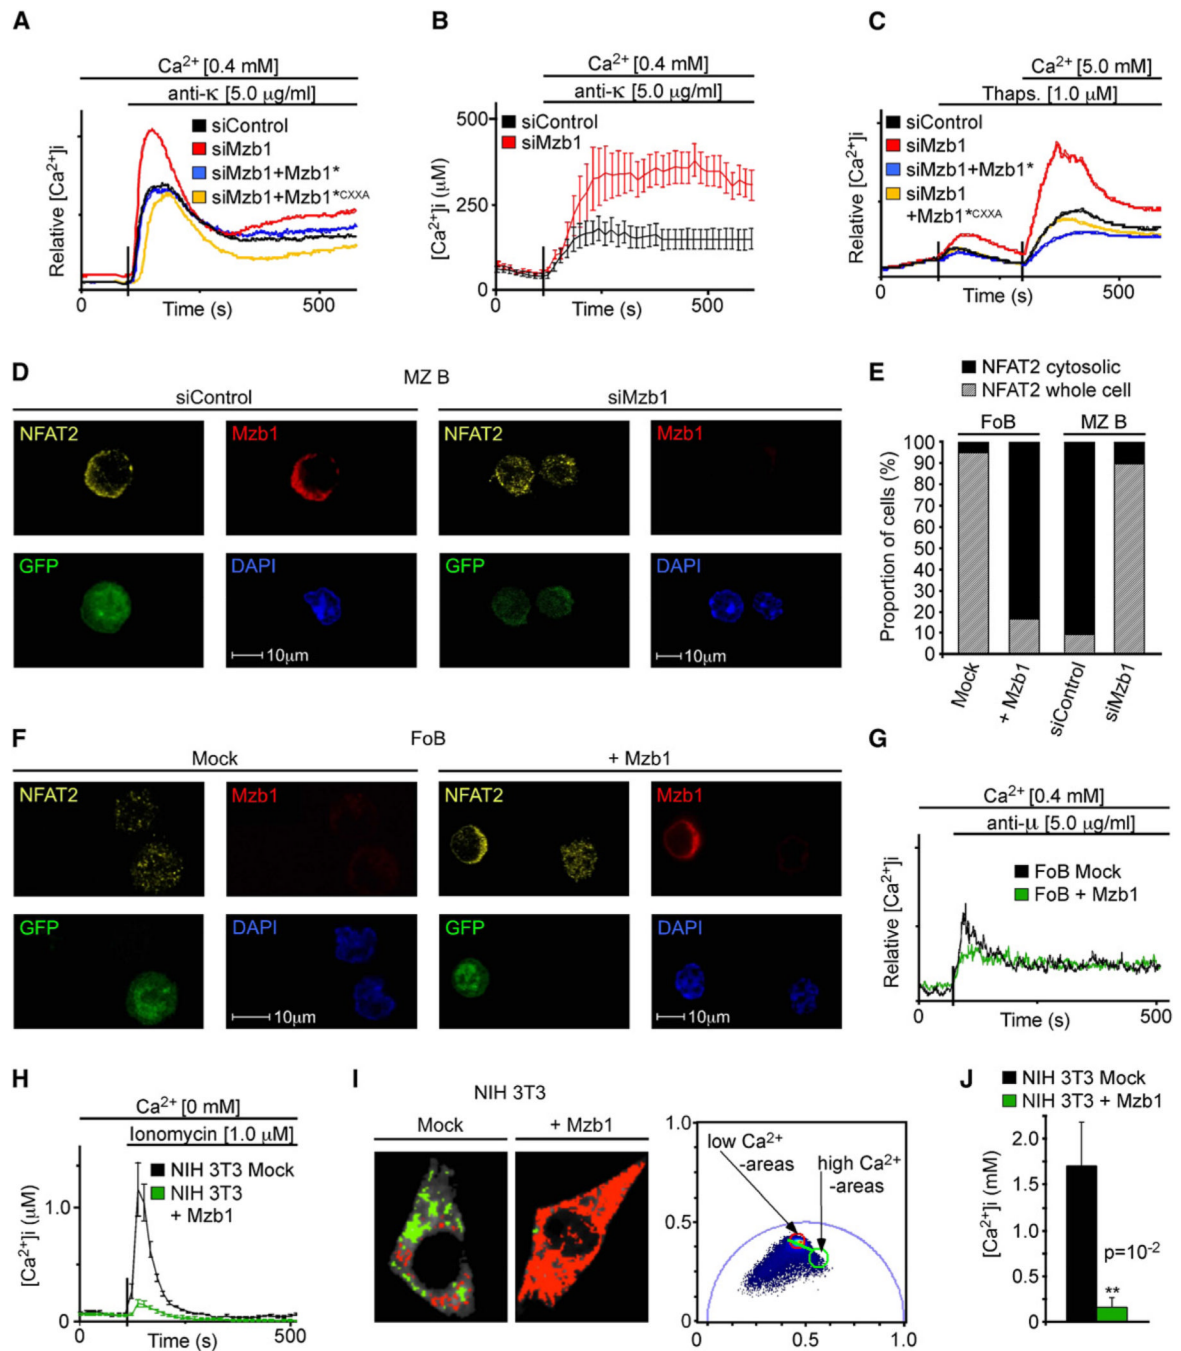 A
Ca2+ [0.4 mM]
anti-κ [5.0 μg/ml]
siControl
siMzb1
siMzb1+Mzb1*
siMzb1+Mzb1*CXXA
Relative [Ca2+]i
0
500
Time (s)
B
Ca2+ [0.4 mM]
anti-κ [5.0 μg/ml]
siControl
siMzb1
[Ca2+]i (μM)
500
250
0
0
500
Time (s)
C
Ca2+ [5.0 mM]
Thaps. [1.0 μM]
siControl
siMzb1
siMzb1+Mzb1*
siMzb1
+Mzb1*CXXA
Relative [Ca2+]i
0
500
Time (s)
D
MZ B
siControl
siMzb1
NFAT2
Mzb1
NFAT2
Mzb1
GFP
DAPI
GFP
DAPI
10μm
10μm
E
NFAT2 cytosolic
NFAT2 whole cell
FoB
MZ B
Proportion of cells (%)
100
90
80
70
60
50
40
30
20
10
0
Mock
+ Mzb1
siControl
siMzb1
F
FoB
Mock
+ Mzb1
NFAT2
Mzb1
NFAT2
Mzb1
GFP
DAPI
GFP
DAPI
10μm
10μm
G
Ca2+ [0.4 mM]
anti-μ [5.0 μg/ml]
FoB Mock
FoB + Mzb1
Relative [Ca2+]i
0
500
Time (s)
H
Ca2+ [0 mM]
Ionomycin [1.0 μM]
NIH 3T3 Mock
NIH 3T3
+ Mzb1
[Ca2+]i (μM)
1.0
0
0
500
Time (s)
I
NIH 3T3
Mock
+ Mzb1
1.0
0.5
0
0
0.5
1.0
low Ca2+
-areas
high Ca2+
-areas
J
NIH 3T3 Mock
NIH 3T3 + Mzb1
[Ca2+]i (mM)
2.0
1.5
1.0
0.5
0
p=10-2
**